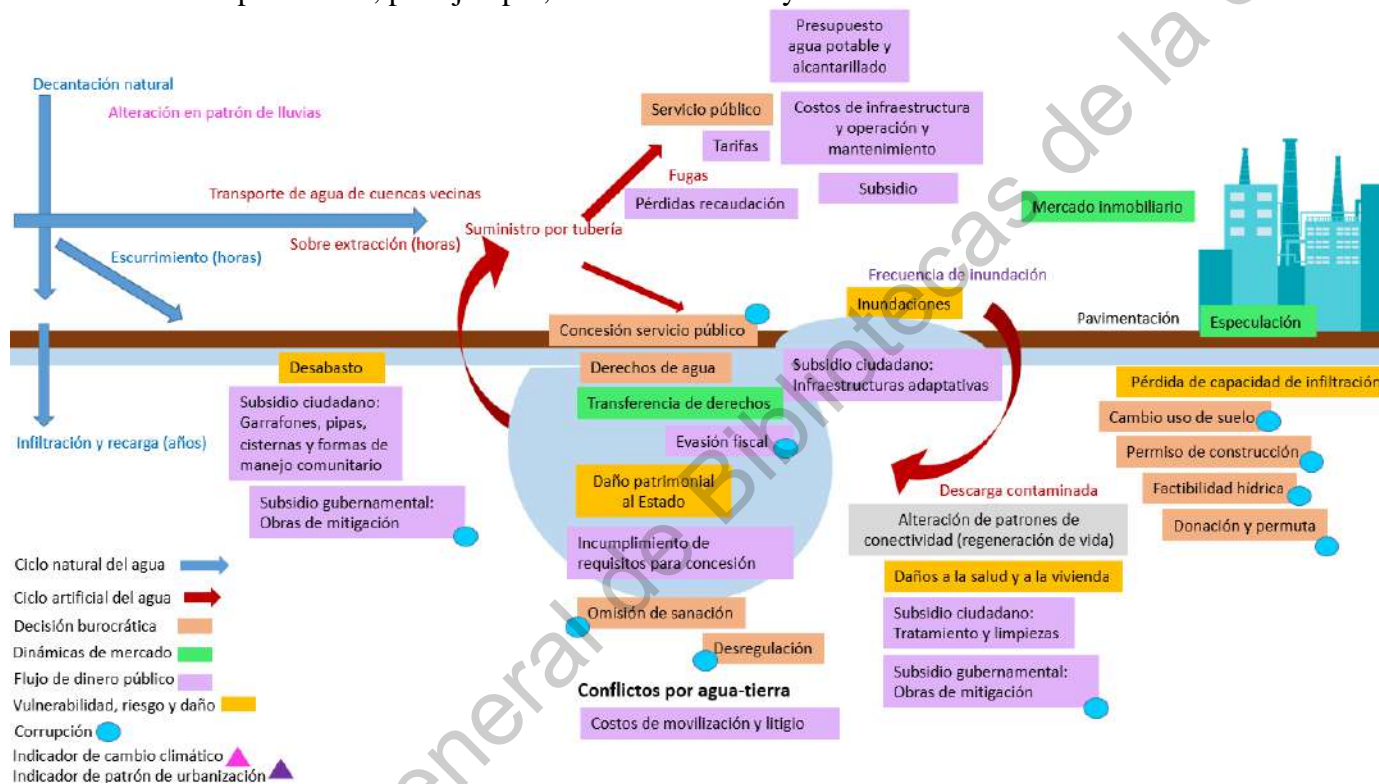 Presupuesto
agua potable y
alcantarillado
Decantación natural
Alteración en patrón de lluvias
Servicio público
Costos de infraestructura
y operación y
mantenimiento
Tarifas
Fugas
Transporte de agua de cuencas vecinas
Pérdidas recaudación
Subsidio
Mercado Inmobiliario
Suministro por tubería
Sobre extracción (horas)
Escurrimiento (horas)
Frecuencia de inundación
Inundaciones
Pavimentación
Especulación
Concesión servicio público
Desabasto
Derechos de agua
Subsidio ciudadano:
Infraestructuras adaptativas
Pérdida de capacidad de infiltración
Subsidio ciudadano:
Garrafones, pipas,
cisternas y formas de
manejo comunitario
Transferencia de derechos
Cambio uso de suelo
Infiltración y recarga (años)
Evasión fiscal
Permiso de construcción
Daño patrimonial
al Estado
Descarga contaminada
Factibilidad hídrica
Subsidio gubernamental:
Obras de mitigación
Alteración de patrones de
conectividad (regeneración de vida)
Donación y permuta
Incumplimiento de
requisitos para concesión
Daños a la salud y a la vivienda
Omisión de sanación
Subsidio ciudadano:
Tratamiento y limpiezas
Desregulación
Subsidio gubernamental:
Obras de mitigación
Conflictos por agua-tierra
Costos de movilización y litigio
Ciclo natural del agua
Ciclo artificial del agua
Decisión burocrática
Dinámicas de mercado
Flujo de dinero público
Vulnerabilidad, riesgo y daño
Corrupción
Indicador de cambio climático
Indicador de patrón de urbanización
eneral de Bibliotecas de la